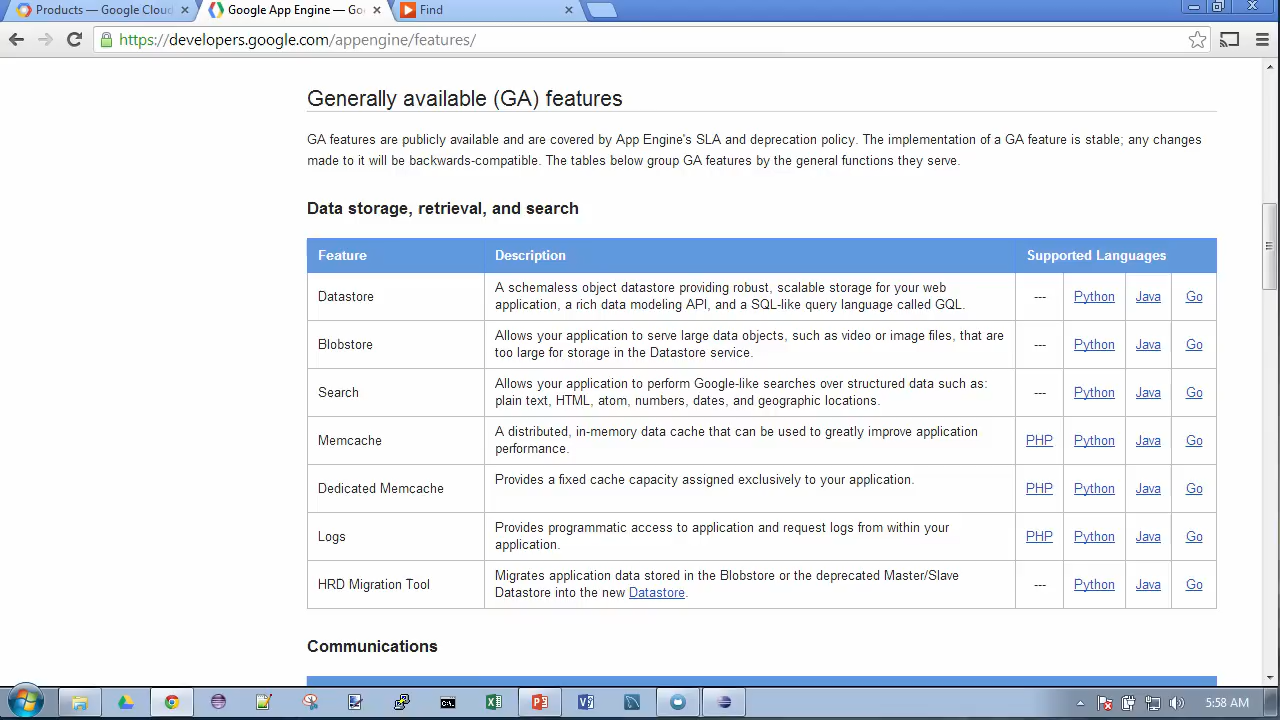 Products — Google Cloud
Google App Engine — Go
Find
https://developers.google.com/appengine/features/
Generally available (GA) features
GA features are publicly available and are covered by App Engine's SLA and deprecation policy. The implementation of a GA feature is stable; any changes
made to it will be backwards-compatible. The tables below group GA features by the general functions they serve.
Data storage, retrieval, and search
Feature Description Supported Languages
Datastore
A schemaless object datastore providing robust, scalable storage for your web
application, a rich data modeling API, and a SQL-like query language called GQL.
--- Python Java Go
Blobstore
Allows your application to serve large data objects, such as video or image files, that are
too large for storage in the Datastore service.
--- Python Java Go
Search
Allows your application to perform Google-like searches over structured data such as:
plain text, HTML, atom, numbers, dates, and geographic locations.
--- Python Java Go
Memcache
A distributed, in-memory data cache that can be used to greatly improve application
performance.
PHP Python Java Go
Dedicated Memcache
Provides a fixed cache capacity assigned exclusively to your application.
PHP Python Java Go
Logs
Provides programmatic access to application and request logs from within your
application.
PHP Python Java Go
HRD Migration Tool
Migrates application data stored in the Blobstore or the deprecated Master/Slave
Datastore into the new Datastore.
--- Python Java Go
Communications
5:58 AM